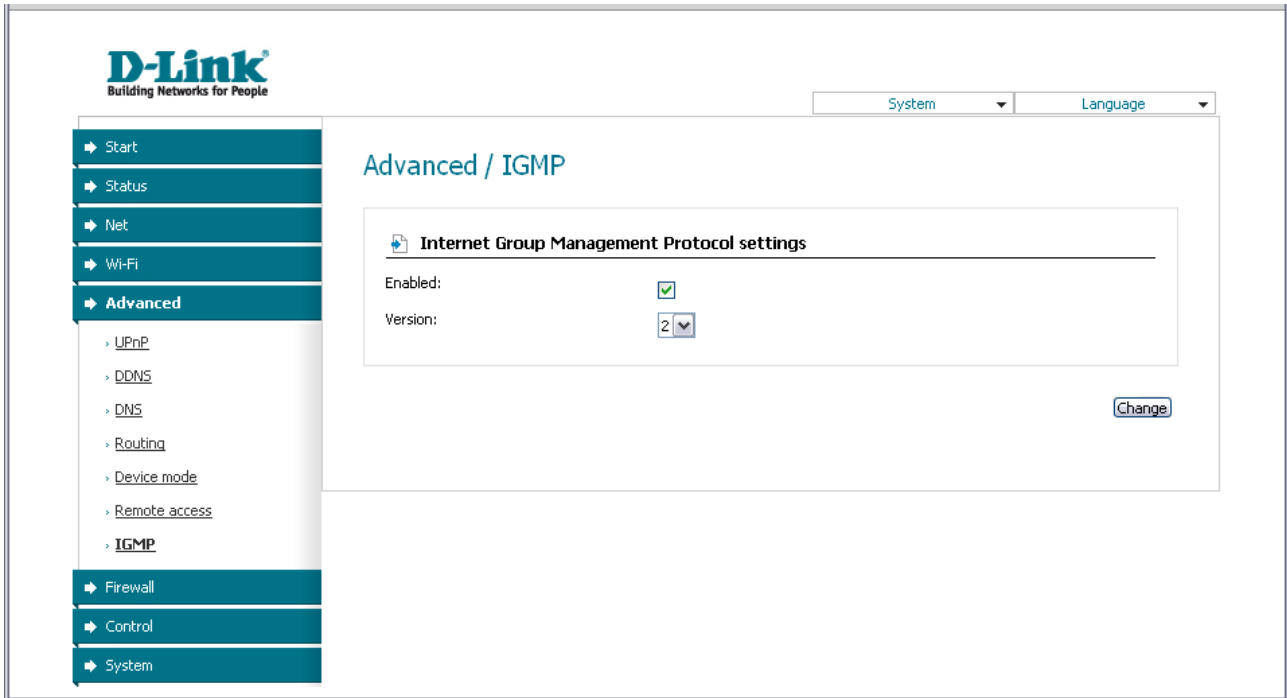 D-Link
Building Networks for People
System
Language
Start
Status
Net
Wi-Fi
Advanced
UPnP
DDNS
DNS
Routing
Device mode
Remote access
IGMP
Firewall
Control
System
Advanced / IGMP
Internet Group Management Protocol settings
Enabled:
Version: 2
Change